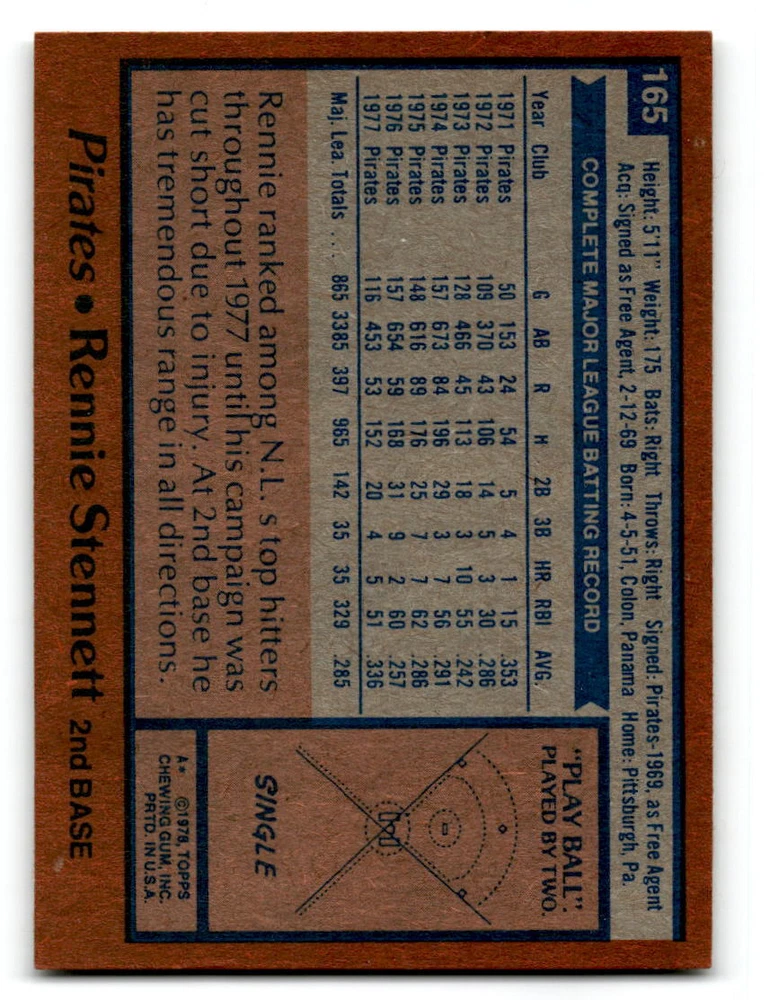 165
Height: 5'11" Weight: 175 Bats: Right Throws: Right Signed: Pirates-1969, as Free Agent
Acq: Signed as Free Agent, 2-12-69 Born: 4-5-51, Colon, Panama Home: Pittsburgh, Pa.
COMPLETE MAJOR LEAGUE BATTING RECORD
Year Club G AB R H 2B 3B HR. RBI AVG.
1971 Pirates 50 153 24 54 5 4 1 15 .353
1972 Pirates 109 370 43 106 14 5 3 30 .286
1973 Pirates 128 466 45 113 18 3 10 55 .242
1974 Pirates 157 673 84 196 29 3 7 56 .291
1975 Pirates 148 616 89 176 25 7 7 62 .286
1976 Pirates 157 654 59 168 31 9 2 60 .257
1977 Pirates 116 453 53 152 20 4 5 51 .336
Maj. Lea. Totals .... 865 3385 397 965 142 35 35 329 .285
Rennie ranked among N.L.'s top hitters
throughout 1977 until his campaign was
cut short due to injury. At 2nd base he
has tremendous range in all directions.
"PLAY BALL".
PLAYED BY TWO.
SINGLE
A* ©1978, TOPPS
CHEWING GUM, INC.
PRTD. IN U.S.A.
Pirates • Rennie Stennett 2nd BASE